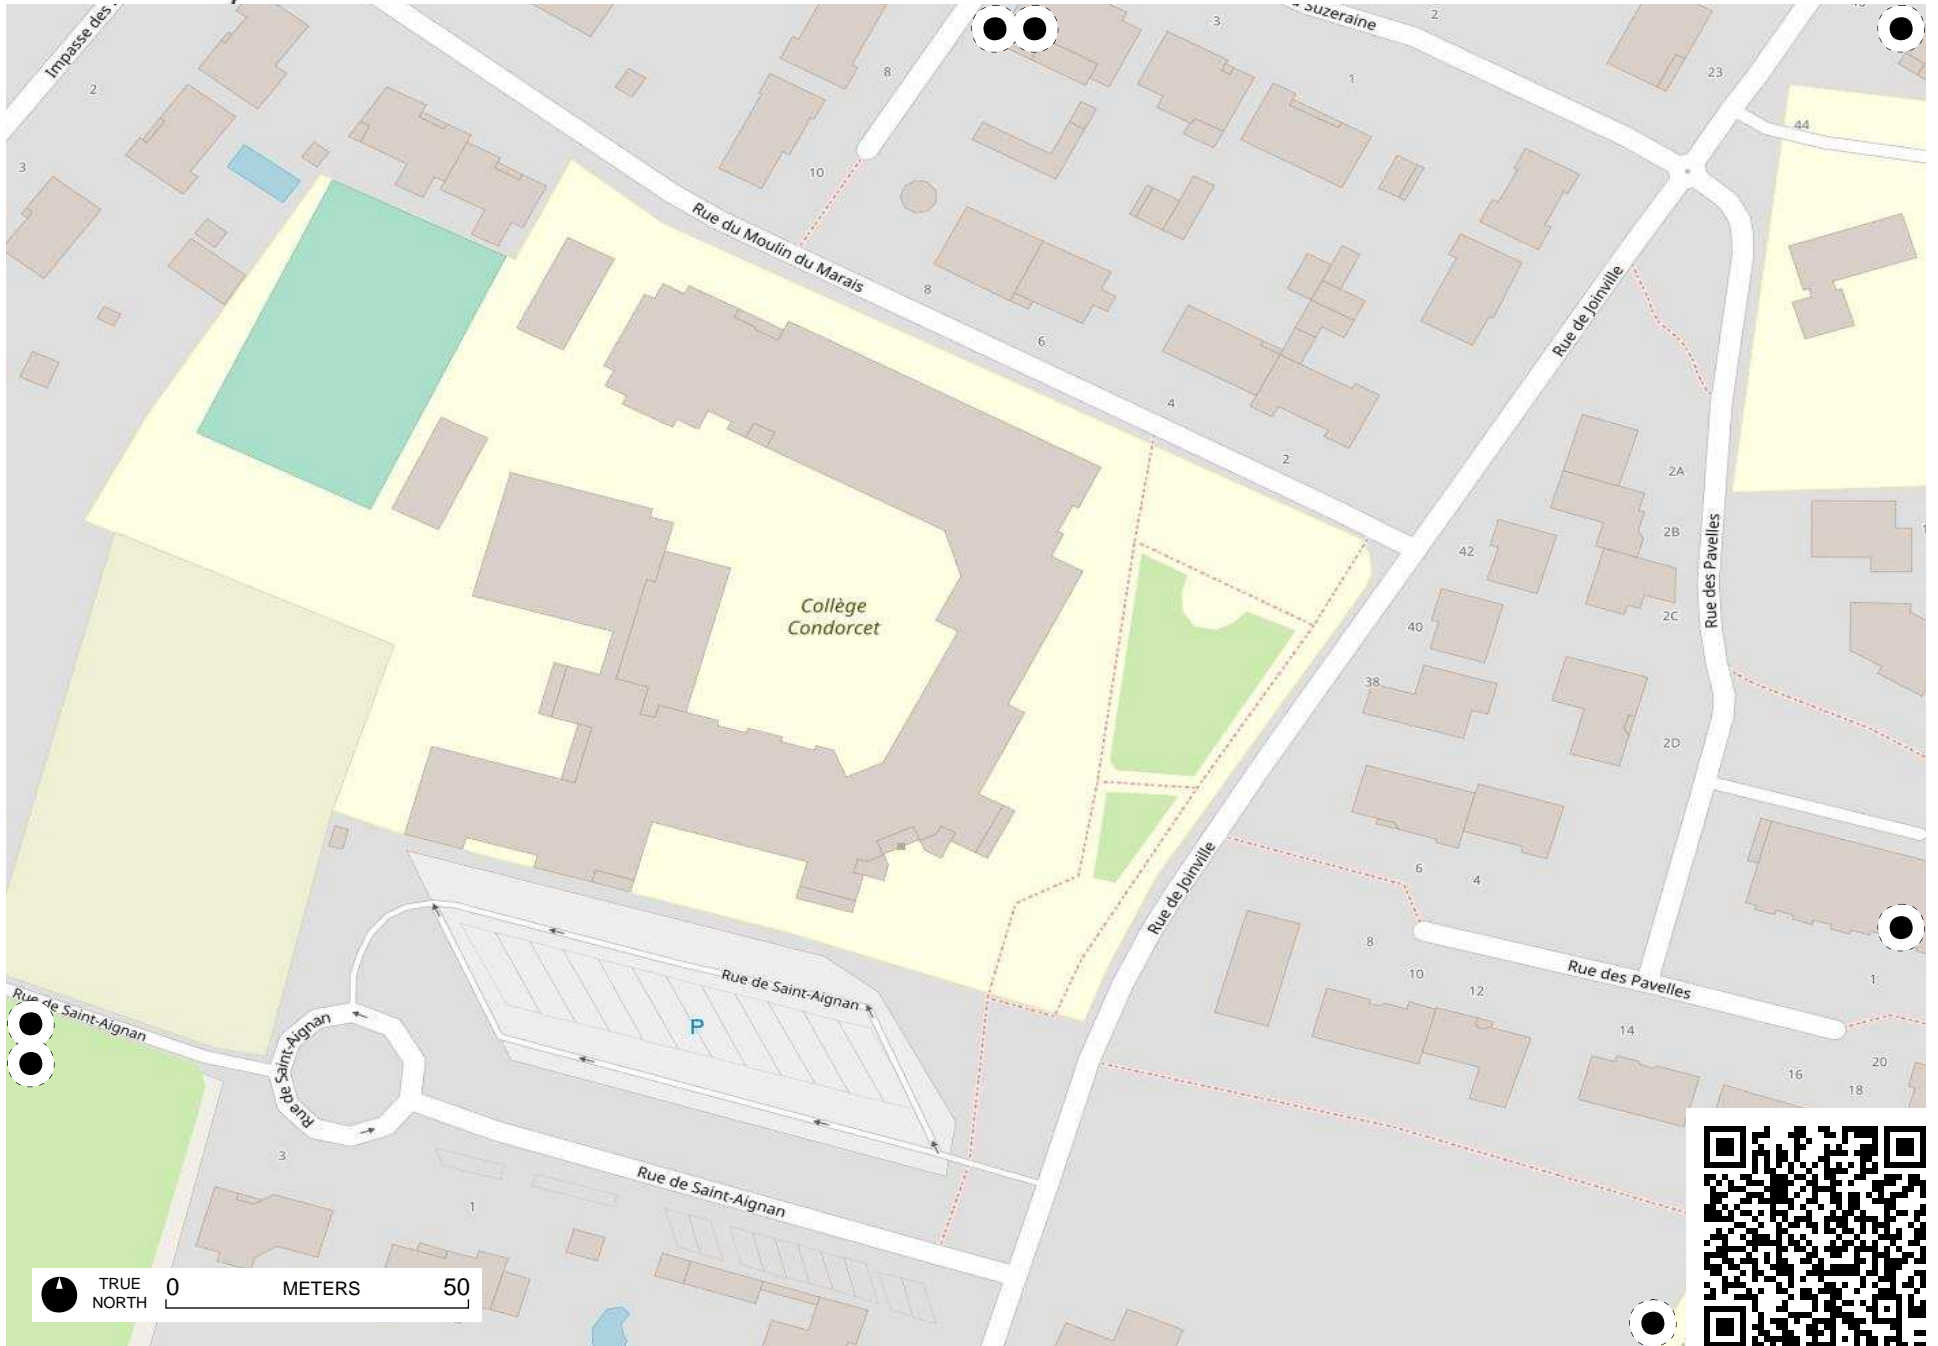 Impasse des
Suzeraine
2
3
2
8
1
23
44
3
10
Rue du Moulin du Marais
8
Rue de Joinville
6
4
2
2A
2B
42
Rue des Pavelles
Collège
Condorcet
40
2C
38
2D
Rue de Joinville
6
4
8
10
12
Rue des Pavelles
1
Rue de Saint-Aignan
Rue de Saint-Aignan
Rue de Saint-Aignan
P
14
16
20
18
Rue
3
1
Rue de Saint-Aignan
TRUE
NORTH
0 METERS 50